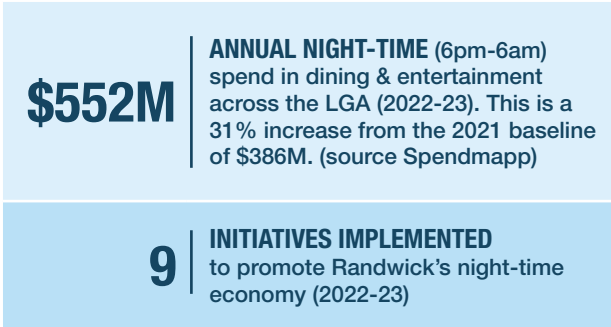 $552M
ANNUAL NIGHT-TIME (6pm-6am)
spend in dining & entertainment
across the LGA (2022-23). This is a
31% increase from the 2021 baseline
of $386M. (source Spendmapp)
9
INITIATIVES IMPLEMENTED
to promote Randwick’s night-time
economy (2022-23)